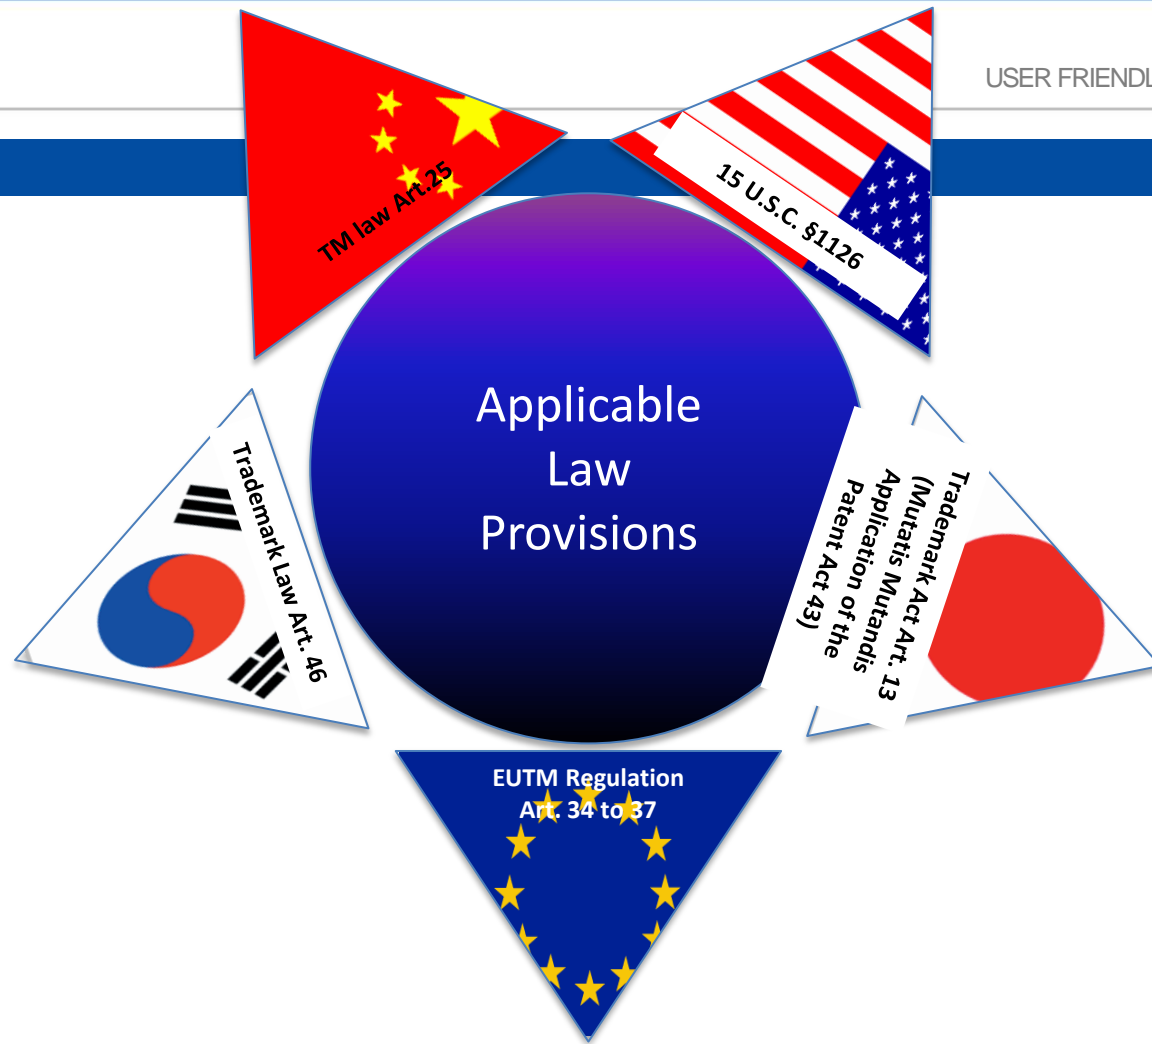 USER FRIENDL
TM law Art.25
15 U.S.C. §1126
Applicable
Law
Provisions
Trademark Law Art. 46
Trademark Act Art. 13
(Mutatis Mutandis
Application of the
Patent Act 43)
EUTM Regulation
Art. 34 to 37